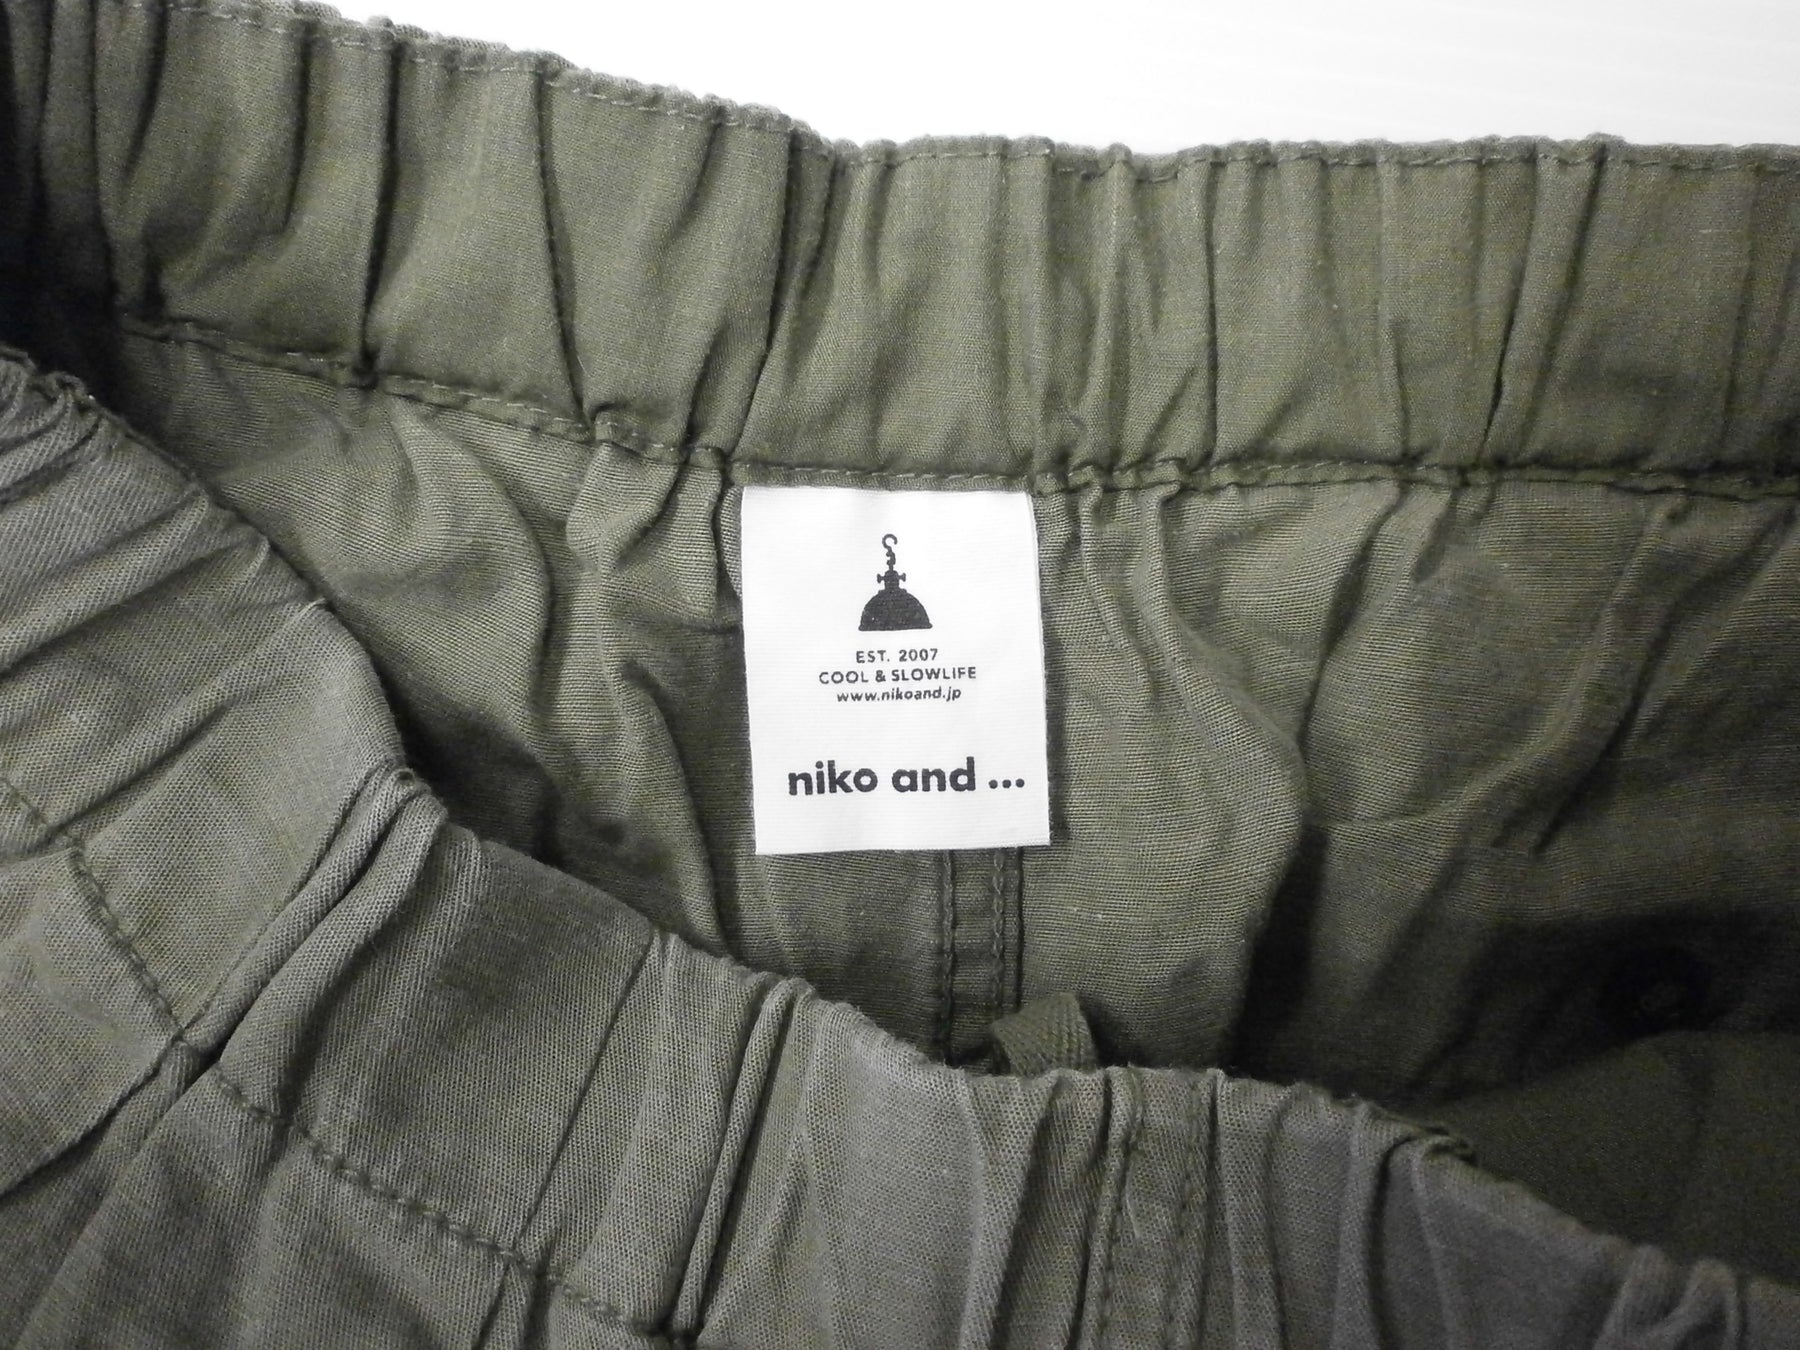 EST. 2007
COOL & SLOWLIFE
www.nikoand.jp
niko and ...